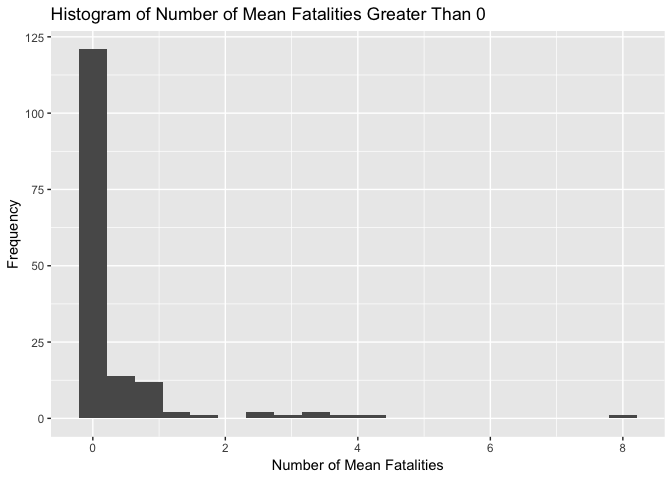 Histogram of Number of Mean Fatalities Greater Than 0
125
100
75
50
25
0
Frequency
0 2 4 6 8
Number of Mean Fatalities